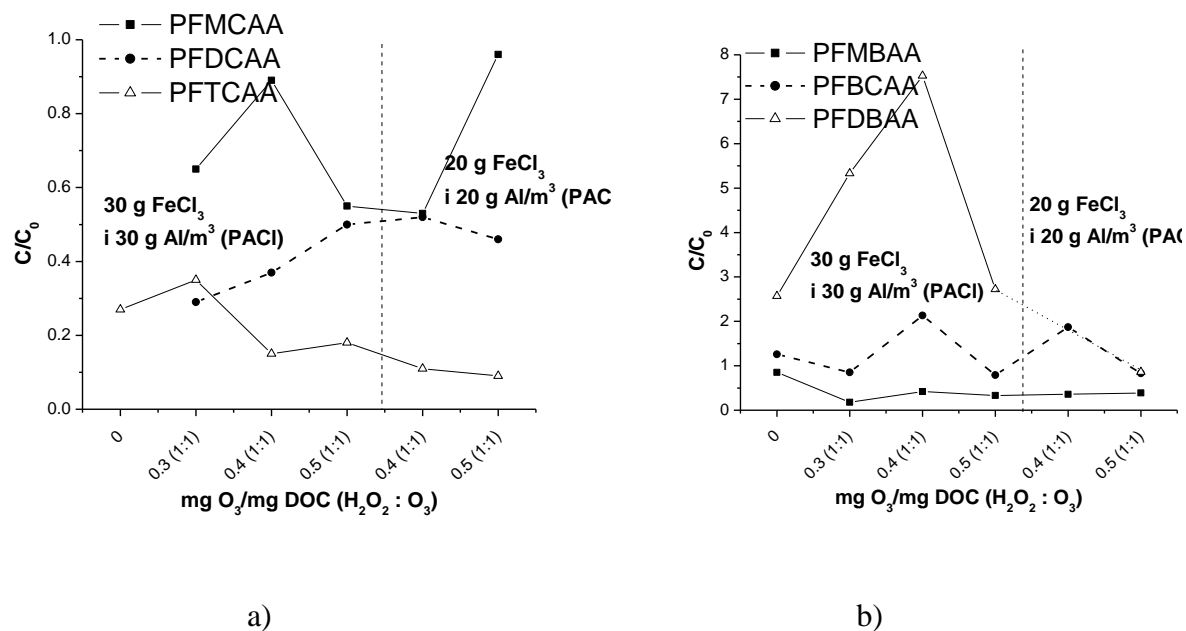 PFMCAA
PFDCAA
PFTCAA
1.0
0.8
0.6
0.4
0.2
0.0
C/C₀
30 g FeCl₃
i 30 g Al/m³ (PACl)
20 g FeCl₃
i 20 g Al/m³ (PAC
0
0.3 (1:1)
0.4 (1:1)
0.5 (1:1)
0.4 (1:1)
0.5 (1:1)
mg O₃/mg DOC (H₂O₂ : O₃)
a)
PFMBAA
PFBCAA
PFDBAA
8
7
6
5
4
3
2
1
0
C/C₀
30 g FeCl₃
i 30 g Al/m³ (PACl)
20 g FeCl₃
i 20 g Al/m³ (PAC
0
0.3 (1:1)
0.4 (1:1)
0.5 (1:1)
0.4 (1:1)
0.5 (1:1)
mg O₃/mg DOC (H₂O₂ : O₃)
b)